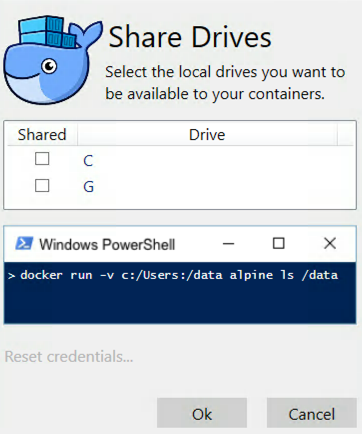 Share Drives
Select the local drives you want to
be available to your containers.
Shared Drive
C
G
Windows PowerShell
> docker run -v c:/Users:/data alpine ls /data
Reset credentials...
Ok Cancel